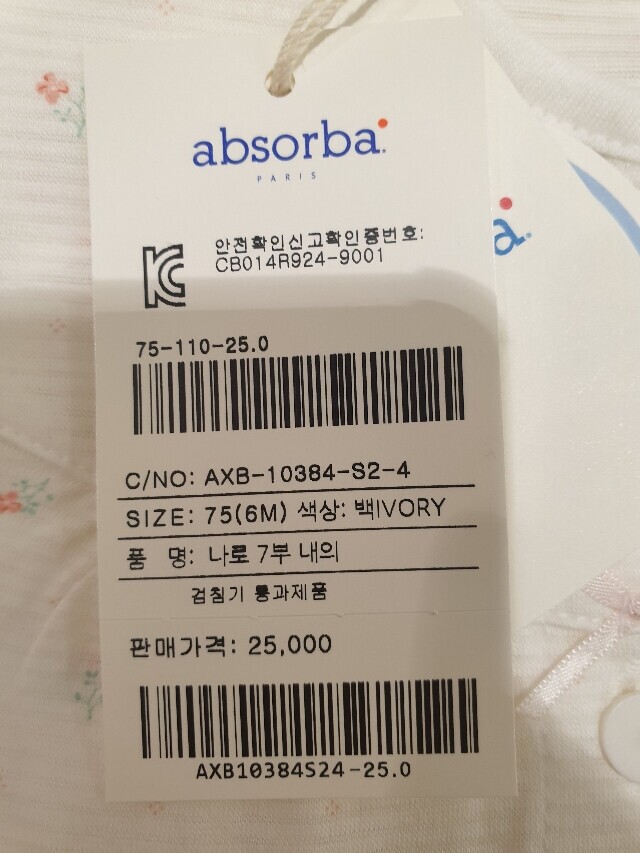 absorba
PARIS
안전확인신고확인증번호:
CB014R924-9001
75-110-25.0
C/NO: AXB-10384-S2-4
SIZE: 75(6M) 색상: 백IVORY
품 명: 나로 7부 내의
검침기 통과제품
판매가격: 25,000
AXB10384S24-25.0
a